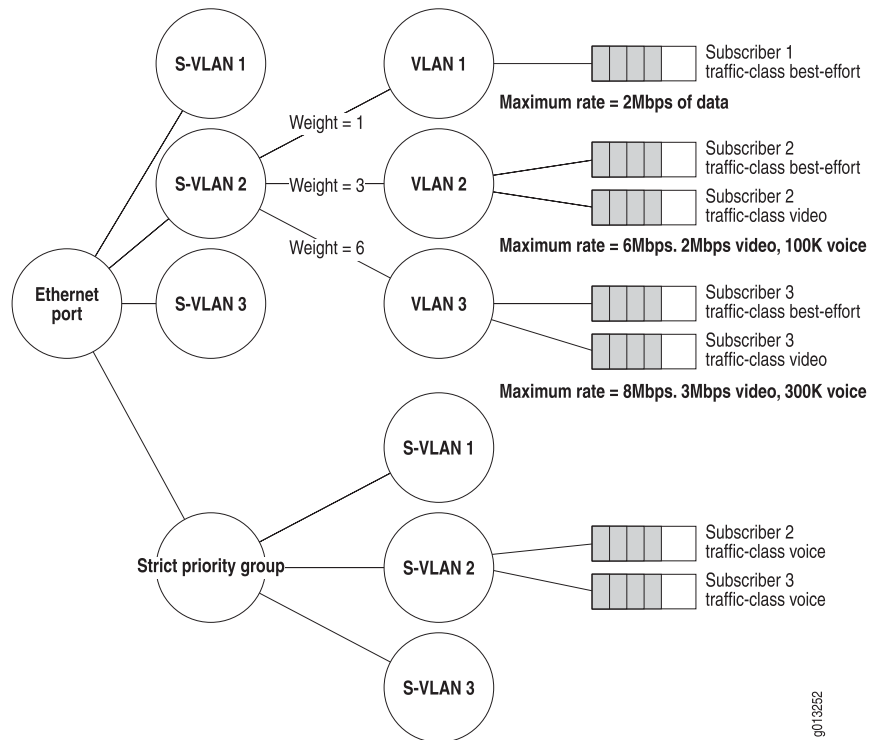 S-VLAN 1
VLAN 1
Subscriber 1
traffic-class best-effort
Maximum rate = 2Mbps of data
Weight = 1
S-VLAN 2
Weight = 3
VLAN 2
Subscriber 2
traffic-class best-effort
Subscriber 2
traffic-class video
Maximum rate = 6Mbps. 2Mbps video, 100K voice
Weight = 6
Ethernet
port
S-VLAN 3
VLAN 3
Subscriber 3
traffic-class best-effort
Subscriber 3
traffic-class video
Maximum rate = 8Mbps. 3Mbps video, 300K voice
S-VLAN 1
Strict priority group
S-VLAN 2
Subscriber 2
traffic-class voice
Subscriber 3
traffic-class voice
S-VLAN 3
g013252